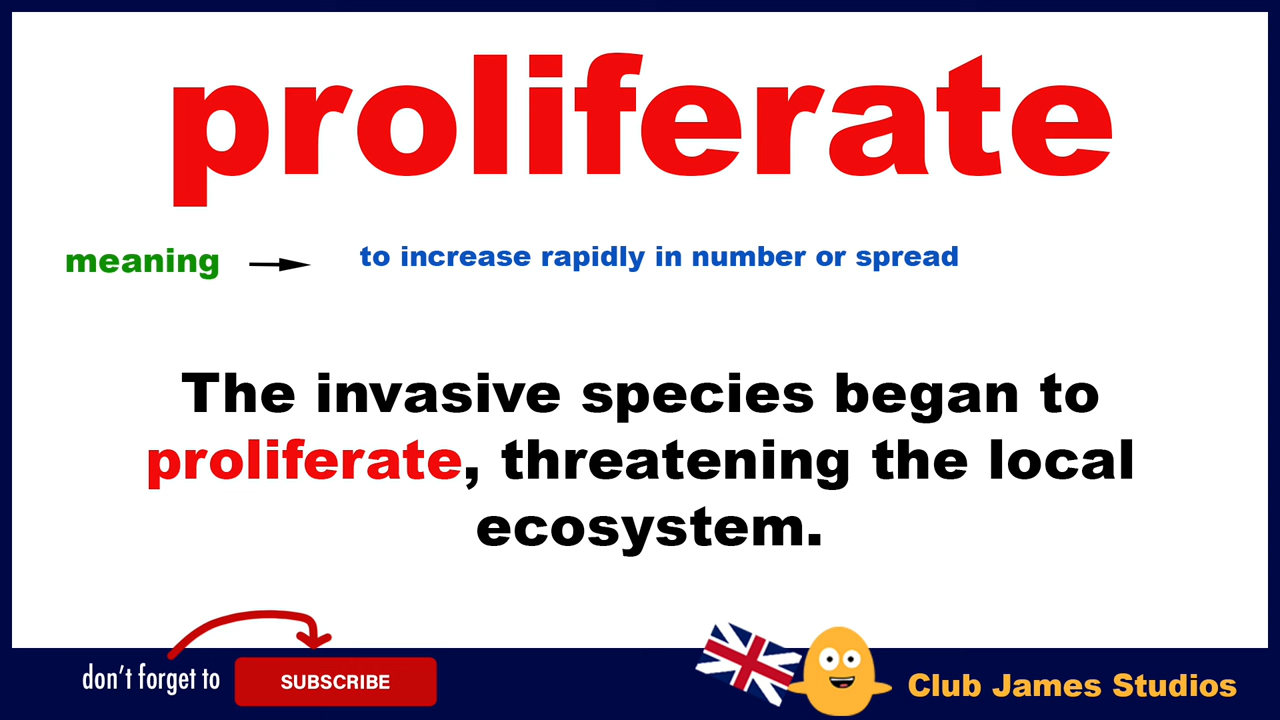 proliferate
meaning
to increase rapidly in number or spread
The invasive species began to
proliferate, threatening the local
ecosystem.
don't forget to
SUBSCRIBE
Club James Studios